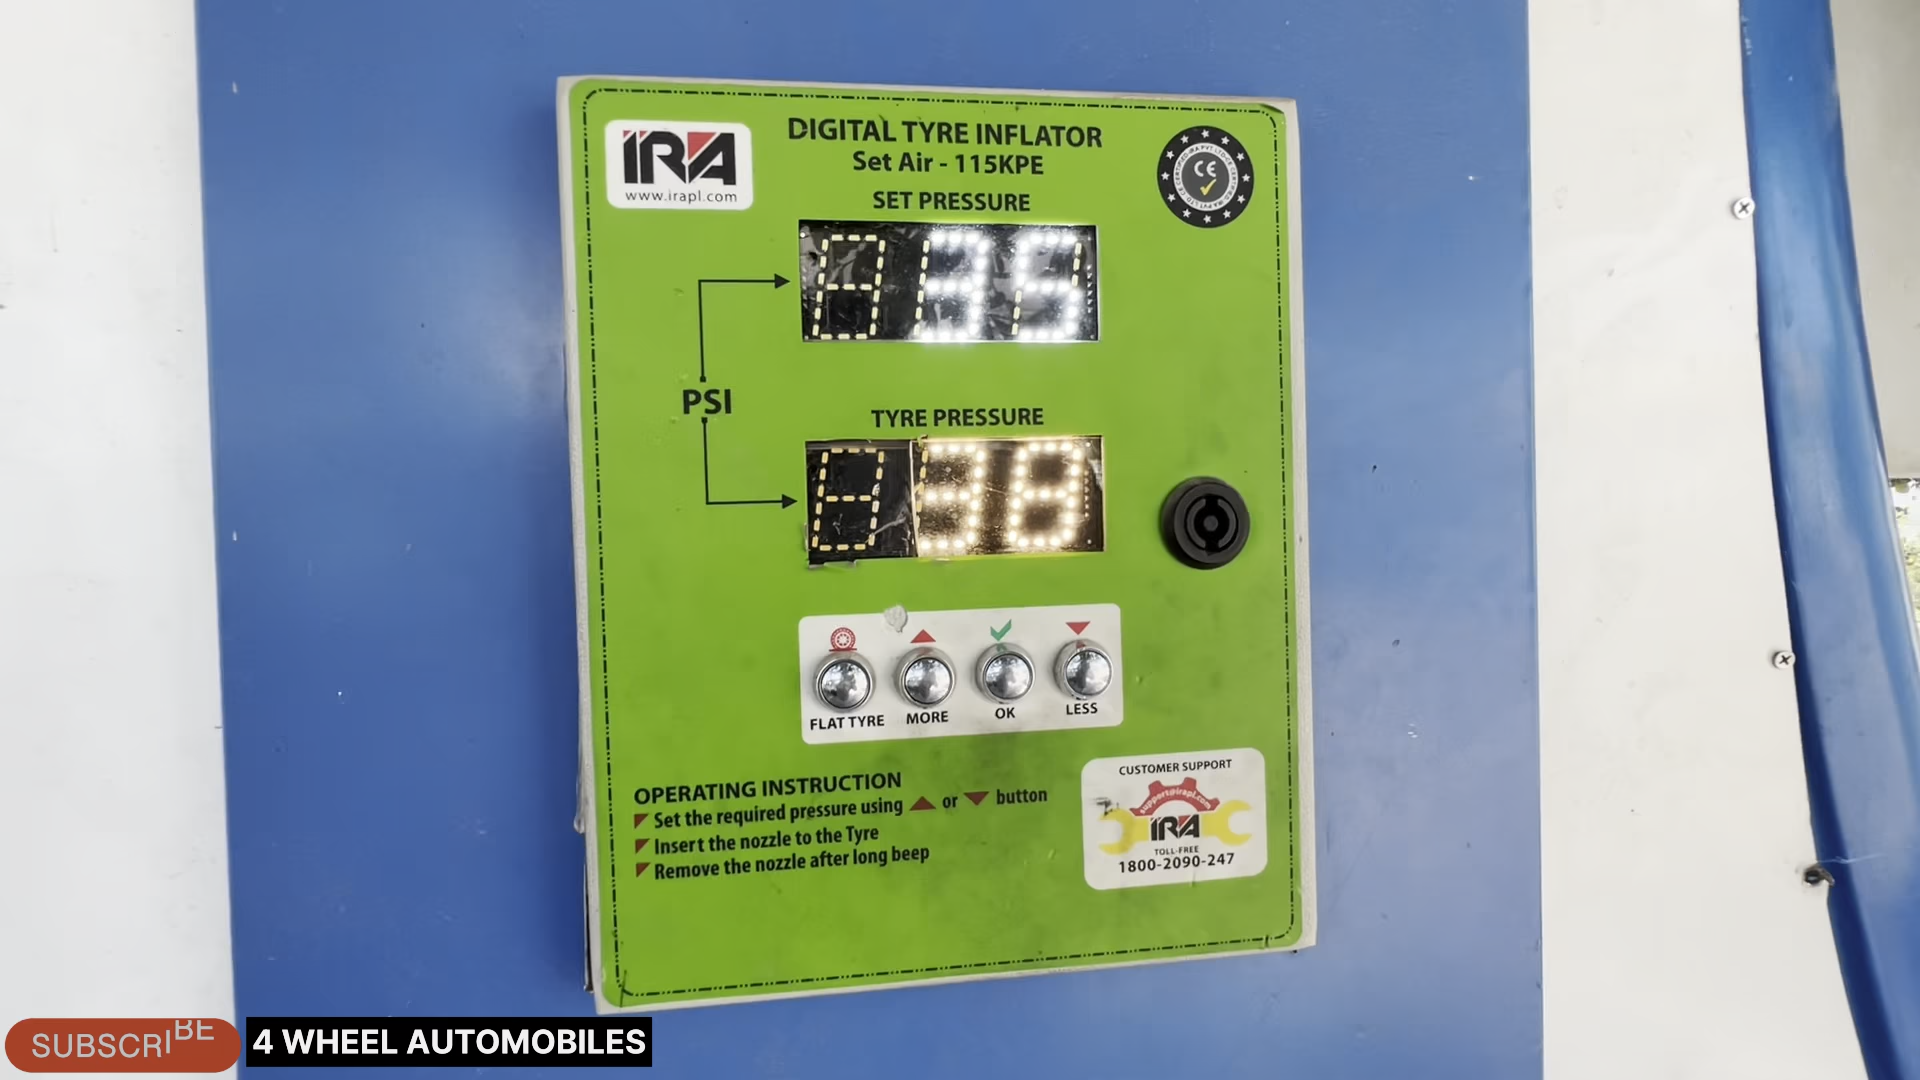 IRA
www.irapl.com
DIGITAL TYRE INFLATOR
Set Air - 115KPE
CE
SET PRESSURE
35
PSI
TYRE PRESSURE
38
FLAT TYRE
MORE
OK
LESS
OPERATING INSTRUCTION
Set the required pressure using ▲ or ▼ button
Insert the nozzle to the Tyre
Remove the nozzle after long beep
CUSTOMER SUPPORT
support@irapl.com
IRA
TOLL-FREE
1800-2090-247
SUBSCRIBE
4 WHEEL AUTOMOBILES